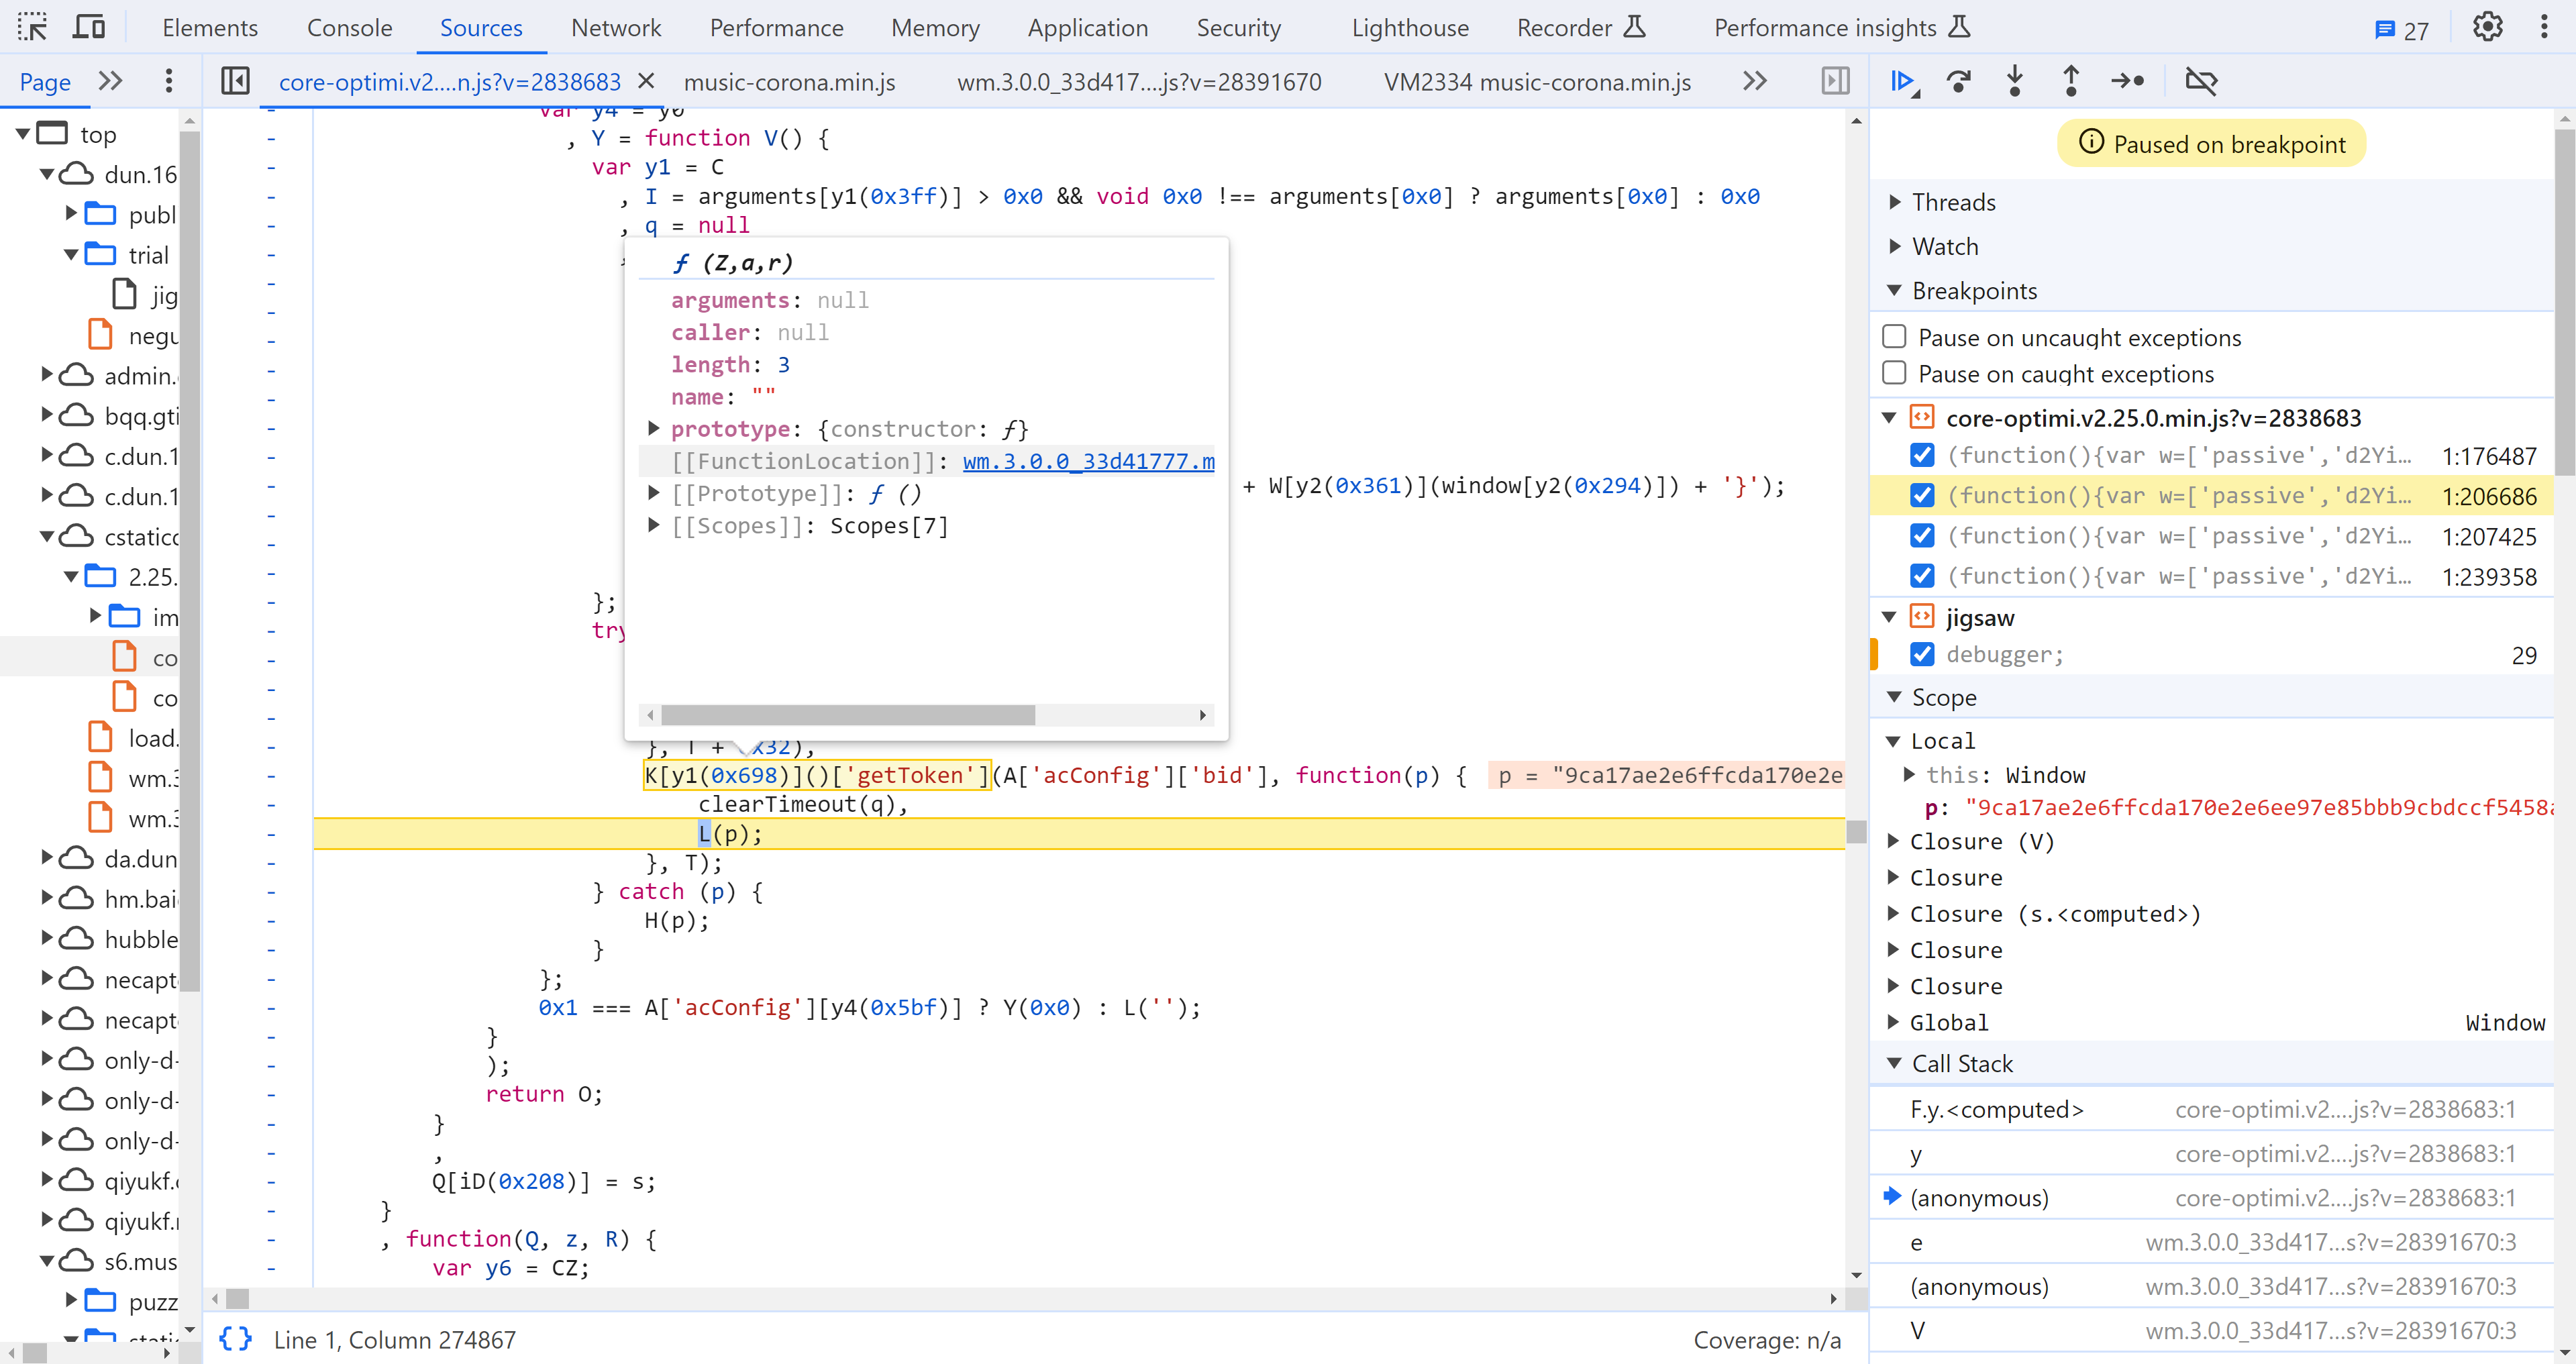 Elements Console Sources Network Performance Memory Application Security Lighthouse Recorder Performance insights 27
Page core-optimi.v2....n.js?v=2838683 music-corona.min.js wm.3.0.0_33d417....js?v=28391670 VM2334 music-corona.min.js
top
dun.16
publ
trial
jig
negu
admin.
bqq.gti
c.dun.1
c.dun.1
cstatic
2.25.
im
co
co
load.
wm.3
wm.3
da.dun
hm.bai
hubble
necapt
necapt
only-d-
only-d-
only-d-
qiyukf.
qiyukf.
s6.mus
puzz
static
var y4 = y0
, Y = function V() {
var y1 = C
, I = arguments[y1(0x3ff)] > 0x0 && void 0x0 !== arguments[0x0] ? arguments[0x0] : 0x0
, q = null
ƒ (Z,a,r)
arguments: null
caller: null
length: 3
name: ""
prototype: {constructor: ƒ}
[[FunctionLocation]]: wm.3.0.0_33d41777.m
[[Prototype]]: ƒ ()
[[Scopes]]: Scopes[7]
+ W[y2(0x361)](window[y2(0x294)]) + '}');
};
try
}, T + 0x32),
K[y1(0x698)]()['getToken'](A['acConfig']['bid'], function(p) { p = "9ca17ae2e6ffcda170e2e
clearTimeout(q),
L(p);
}, T);
} catch (p) {
H(p);
}
};
0x1 === A['acConfig'][y4(0x5bf)] ? Y(0x0) : L('');
}
);
return O;
}
,
Q[iD(0x208)] = s;
}
, function(Q, z, R) {
var y6 = CZ;
{} Line 1, Column 274867 Coverage: n/a
Paused on breakpoint
Threads
Watch
Breakpoints
Pause on uncaught exceptions
Pause on caught exceptions
core-optimi.v2.25.0.min.js?v=2838683
(function(){var w=['passive','d2Yi… 1:176487
(function(){var w=['passive','d2Yi… 1:206686
(function(){var w=['passive','d2Yi… 1:207425
(function(){var w=['passive','d2Yi… 1:239358
jigsaw
debugger; 29
Scope
Local
this: Window
p: "9ca17ae2e6ffcda170e2e6ee97e85bbb9cbdccf5458a
Closure (V)
Closure
Closure (s.<computed>)
Closure
Closure
Global Window
Call Stack
F.y.<computed> core-optimi.v2....js?v=2838683:1
y core-optimi.v2....js?v=2838683:1
(anonymous) core-optimi.v2....js?v=2838683:1
e wm.3.0.0_33d417...s?v=28391670:3
(anonymous) wm.3.0.0_33d417...s?v=28391670:3
V wm.3.0.0_33d417...s?v=28391670:3